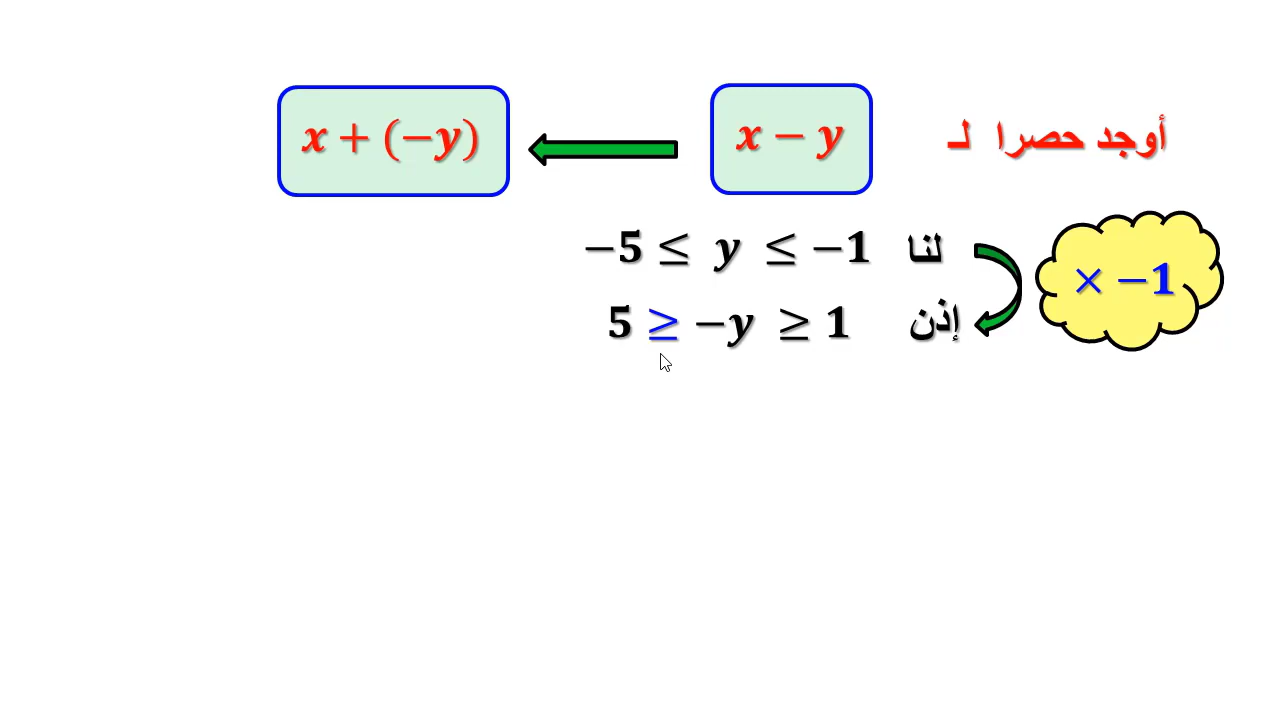 أوجد حصرا لـ x − y x + (−y)
لنا −5 ≤ y ≤ −1
× −1
إذن 5 ≥ −y ≥ 1